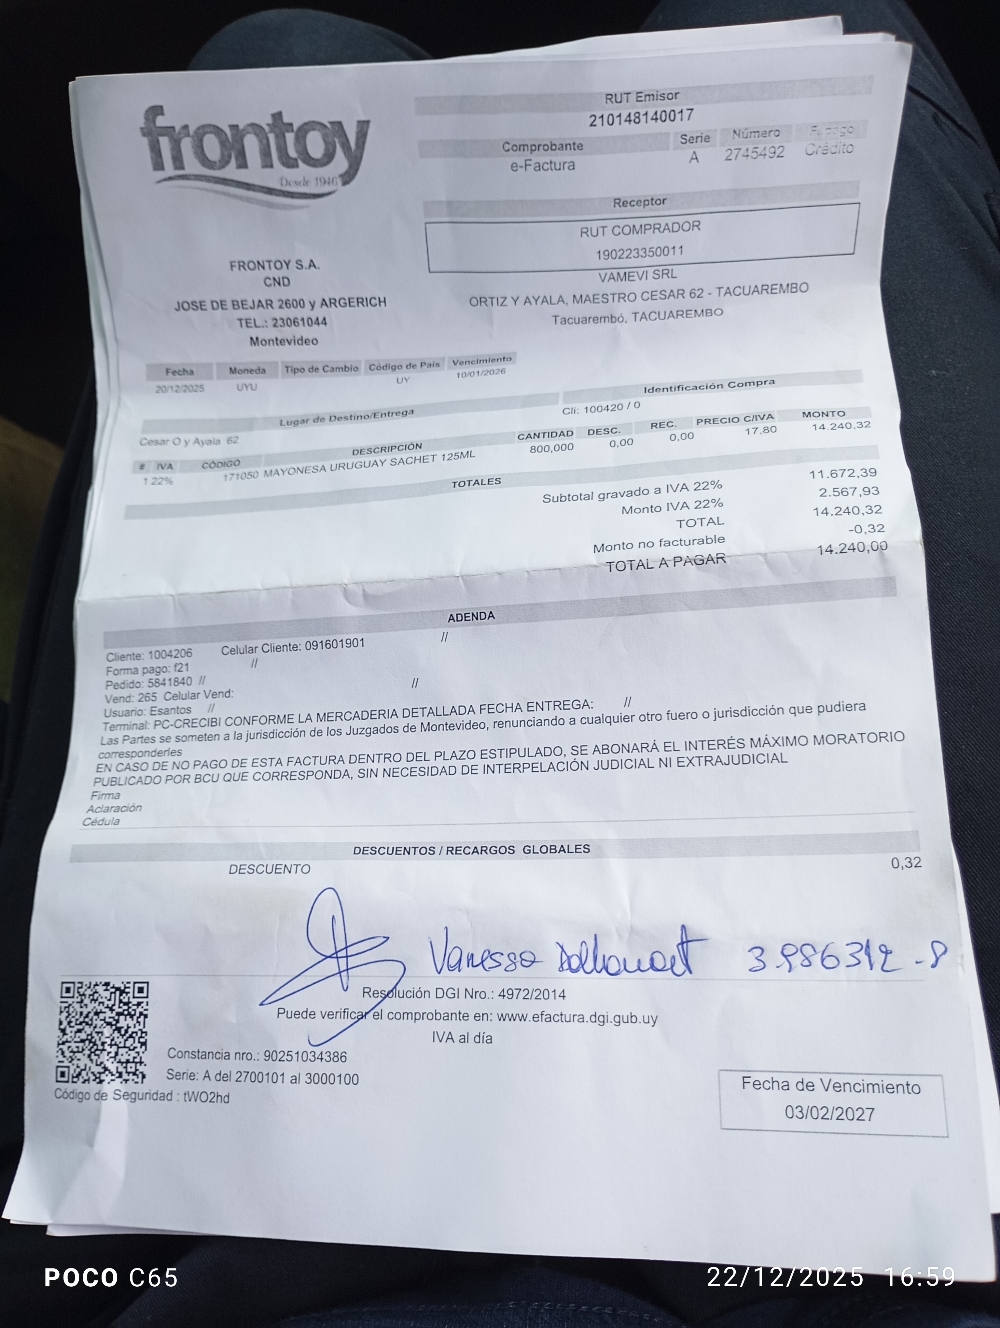 frontoy
Desde 1946
RUT Emisor
210148140017
Comprobante Serie Número F. pago
e-Factura A 2745492 Crédito
Receptor
RUT COMPRADOR
190223350011
VAMEVI SRL
ORTIZ Y AYALA, MAESTRO CESAR 62 - TACUAREMBO
Tacuarembó, TACUAREMBO
FRONTOY S.A.
CND
JOSE DE BEJAR 2600 y ARGERICH
TEL.: 23061044
Montevideo
Fecha Moneda Tipo de Cambio Código de País Vencimiento
20/12/2025 UYU UY 10/01/2026
Lugar de Destino/Entrega Identificación Compra
Cesar O y Ayala 62 Cli: 100420 / 0
# IVA CÓDIGO DESCRIPCIÓN CANTIDAD DESC. REC. PRECIO C/IVA MONTO
1 22% 171050 MAYONESA URUGUAY SACHET 125ML 800,000 0,00 0,00 17,80 14.240,32
TOTALES
Subtotal gravado a IVA 22% 11.672,39
Monto IVA 22% 2.567,93
TOTAL 14.240,32
Monto no facturable -0,32
TOTAL A PAGAR 14.240,00
ADENDA
Cliente: 1004206 Celular Cliente: 091601901 //
Forma pago: f21 //
Pedido: 5841840 //
Vend: 265 Celular Vend: //
Usuario: Esantos //
Terminal: PC-CRECIBI CONFORME LA MERCADERIA DETALLADA FECHA ENTREGA: //
Las Partes se someten a la jurisdicción de los Juzgados de Montevideo, renunciando a cualquier otro fuero o jurisdicción que pudiera
corresponderles
EN CASO DE NO PAGO DE ESTA FACTURA DENTRO DEL PLAZO ESTIPULADO, SE ABONARÁ EL INTERÉS MÁXIMO MORATORIO
PUBLICADO POR BCU QUE CORRESPONDA, SIN NECESIDAD DE INTERPELACIÓN JUDICIAL NI EXTRAJUDICIAL
Firma
Aclaración
Cédula
DESCUENTOS / RECARGOS GLOBALES
DESCUENTO 0,32
Vanessa 3.986312-8
Resolución DGI Nro.: 4972/2014
Puede verificar el comprobante en: www.efactura.dgi.gub.uy
IVA al día
Constancia nro.: 90251034386
Serie: A del 2700101 al 3000100
Código de Seguridad : tWO2hd
Fecha de Vencimiento
03/02/2027
POCO C65
22/12/2025 16:59